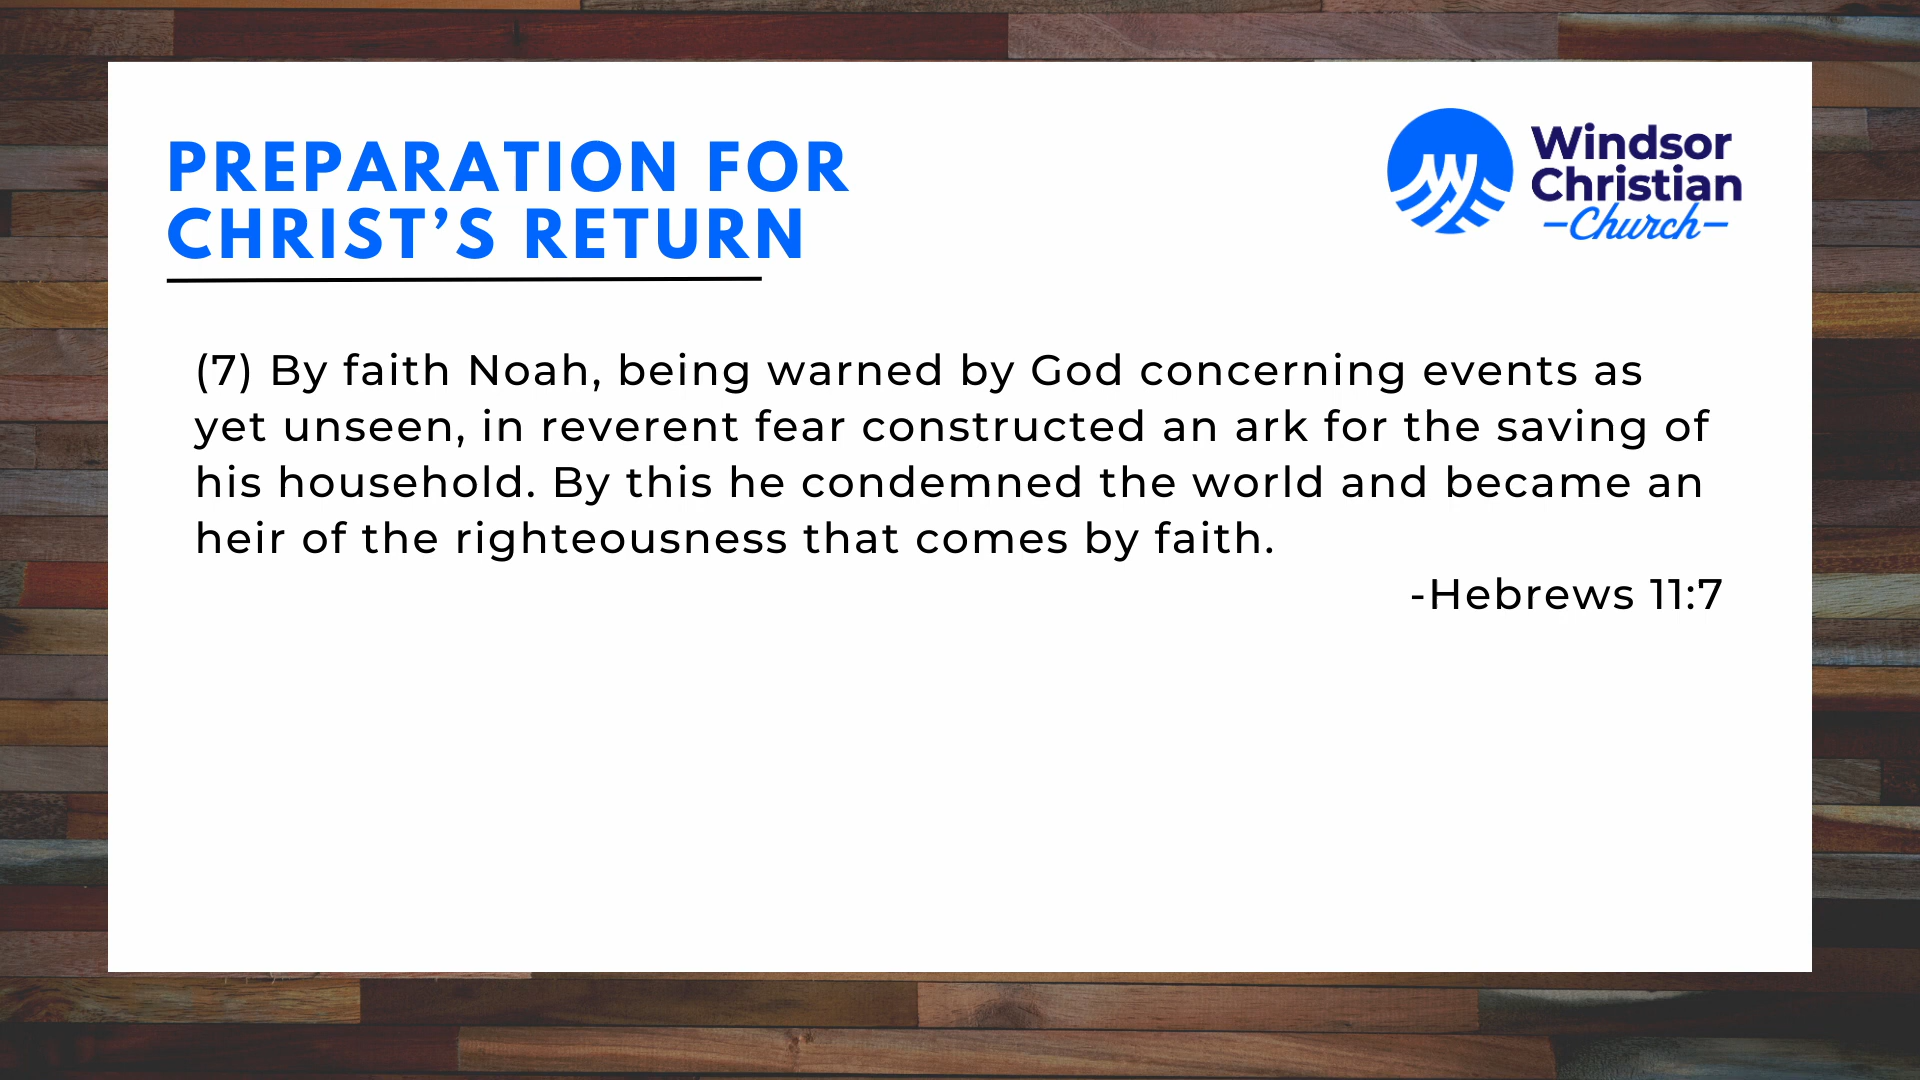 PREPARATION FOR
CHRIST’S RETURN
Windsor
Christian
-Church-
(7) By faith Noah, being warned by God concerning events as
yet unseen, in reverent fear constructed an ark for the saving of
his household. By this he condemned the world and became an
heir of the righteousness that comes by faith.
-Hebrews 11:7